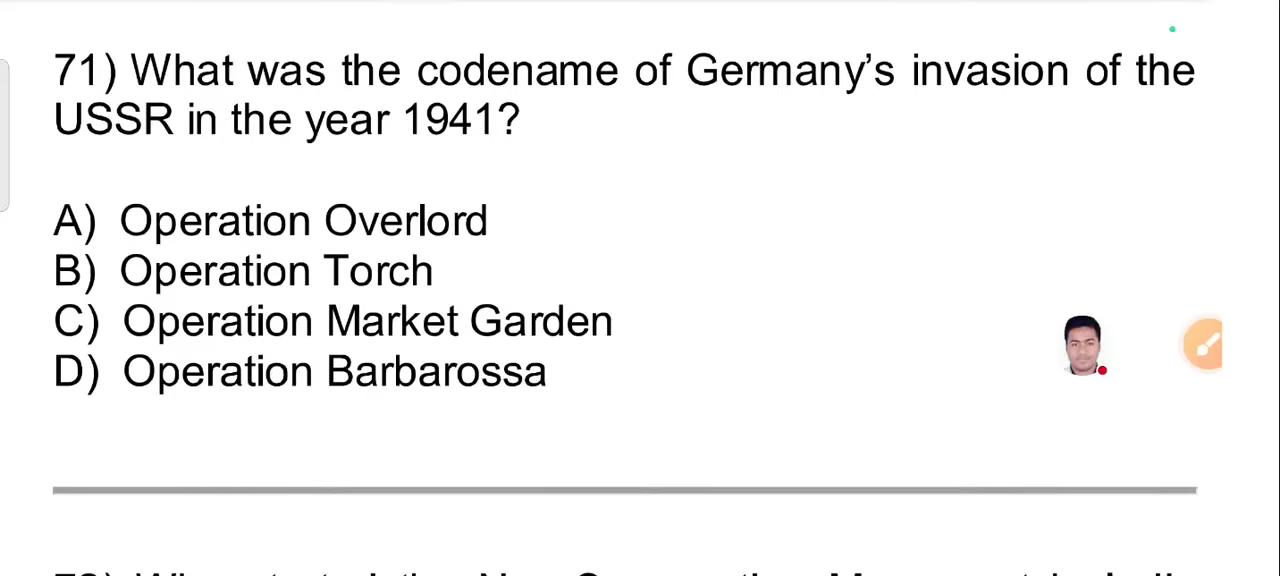 71) What was the codename of Germany’s invasion of the
USSR in the year 1941?
A) Operation Overlord
B) Operation Torch
C) Operation Market Garden
D) Operation Barbarossa